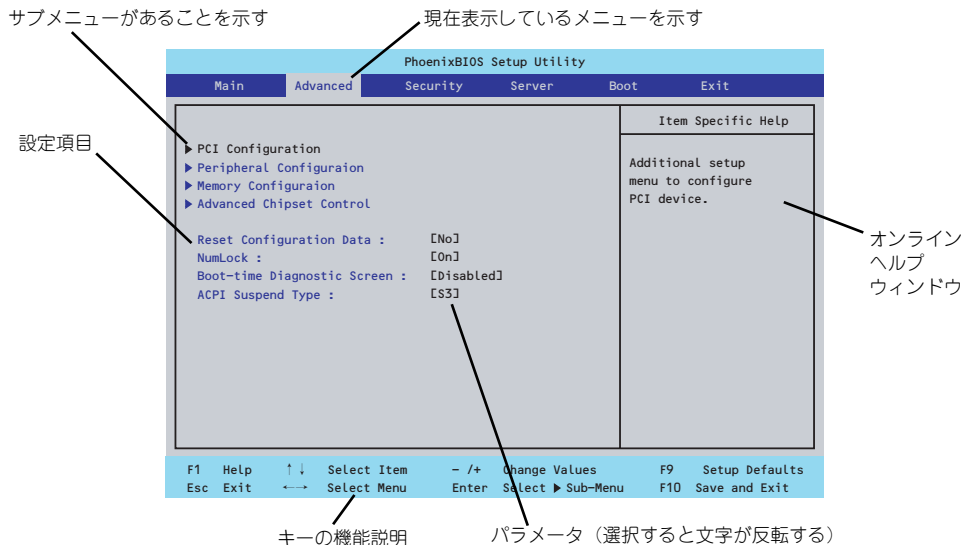 サブメニューがあることを示す
現在表示しているメニューを示す
PhoenixBIOS Setup Utility
Main Advanced Security Server Boot Exit
Item Specific Help
設定項目
▶ PCI Configuration
▶ Peripheral Configuraion
▶ Memory Configuraion
▶ Advanced Chipset Control
Additional setup
menu to configure
PCI device.
Reset Configuration Data : [No]
NumLock : [On]
Boot-time Diagnostic Screen : [Disabled]
ACPI Suspend Type : [S3]
オンライン
ヘルプ
ウィンドウ
F1 Help ↑↓ Select Item - /+ Change Values F9 Setup Defaults
Esc Exit ←→ Select Menu Enter Select ▶ Sub-Menu F10 Save and Exit
キーの機能説明
パラメータ（選択すると文字が反転する）